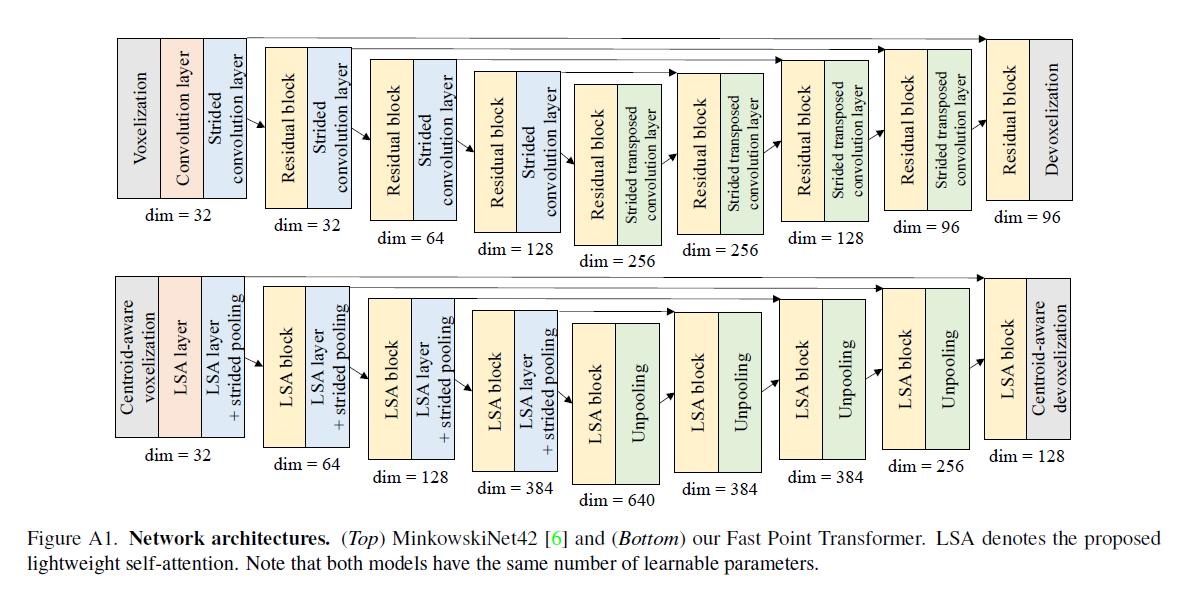 Voxelization
Convolution layer
Strided
convolution layer
dim = 32
Residual block
Strided
convolution layer
dim = 32
Residual block
Strided
convolution layer
dim = 64
Residual block
Strided
convolution layer
dim = 128
Residual block
Strided transposed
convolution layer
dim = 256
Residual block
Strided transposed
convolution layer
dim = 256
Residual block
Strided transposed
convolution layer
dim = 128
Residual block
Strided transposed
convolution layer
dim = 96
Residual block
Devoxelization
dim = 96
Centroid-aware
voxelization
LSA layer
LSA layer
+ strided pooling
dim = 32
LSA block
LSA layer
+ strided pooling
dim = 64
LSA block
LSA layer
+ strided pooling
dim = 128
LSA block
LSA layer
+ strided pooling
dim = 384
LSA block
Unpooling
dim = 640
LSA block
Unpooling
dim = 384
LSA block
Unpooling
dim = 384
LSA block
Unpooling
dim = 256
LSA block
Centroid-aware
devoxelization
dim = 128
Figure A1. Network architectures. (Top) MinkowskiNet42 [6] and (Bottom) our Fast Point Transformer. LSA denotes the proposed
lightweight self-attention. Note that both models have the same number of learnable parameters.